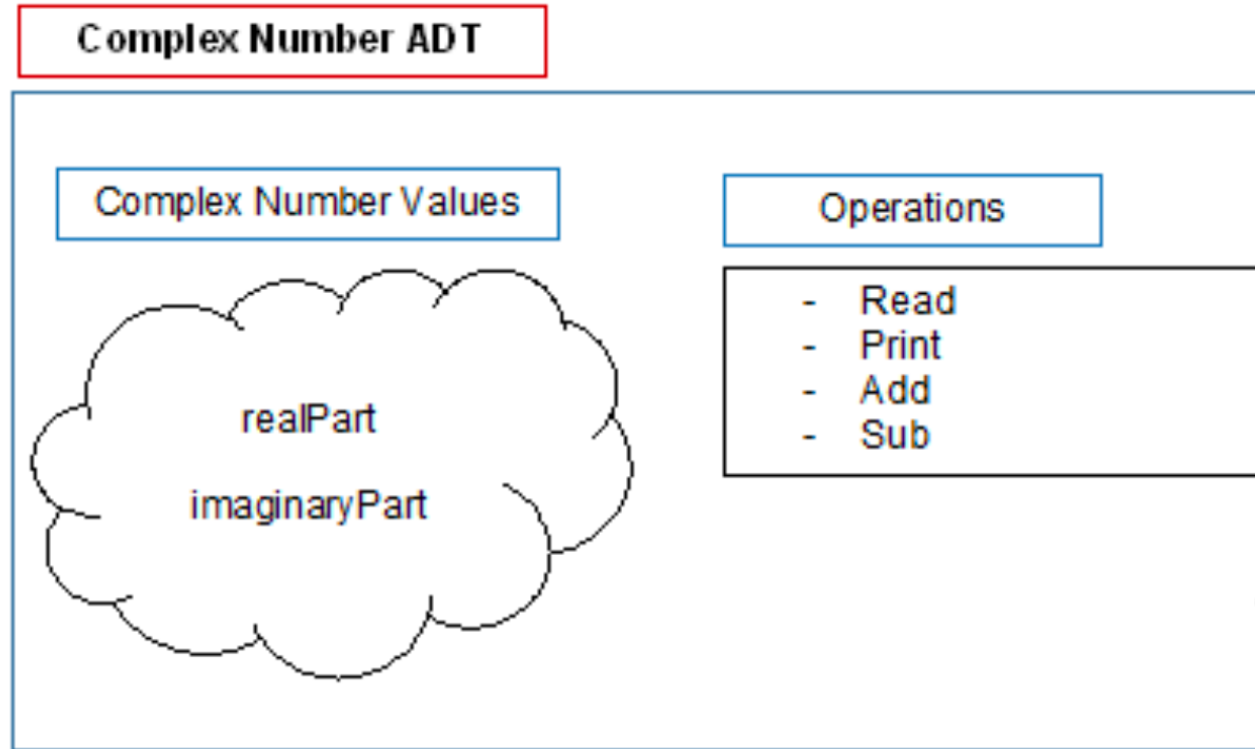 Complex Number ADT
Complex Number Values
Operations
realPart
imaginaryPart
- Read
- Print
- Add
- Sub